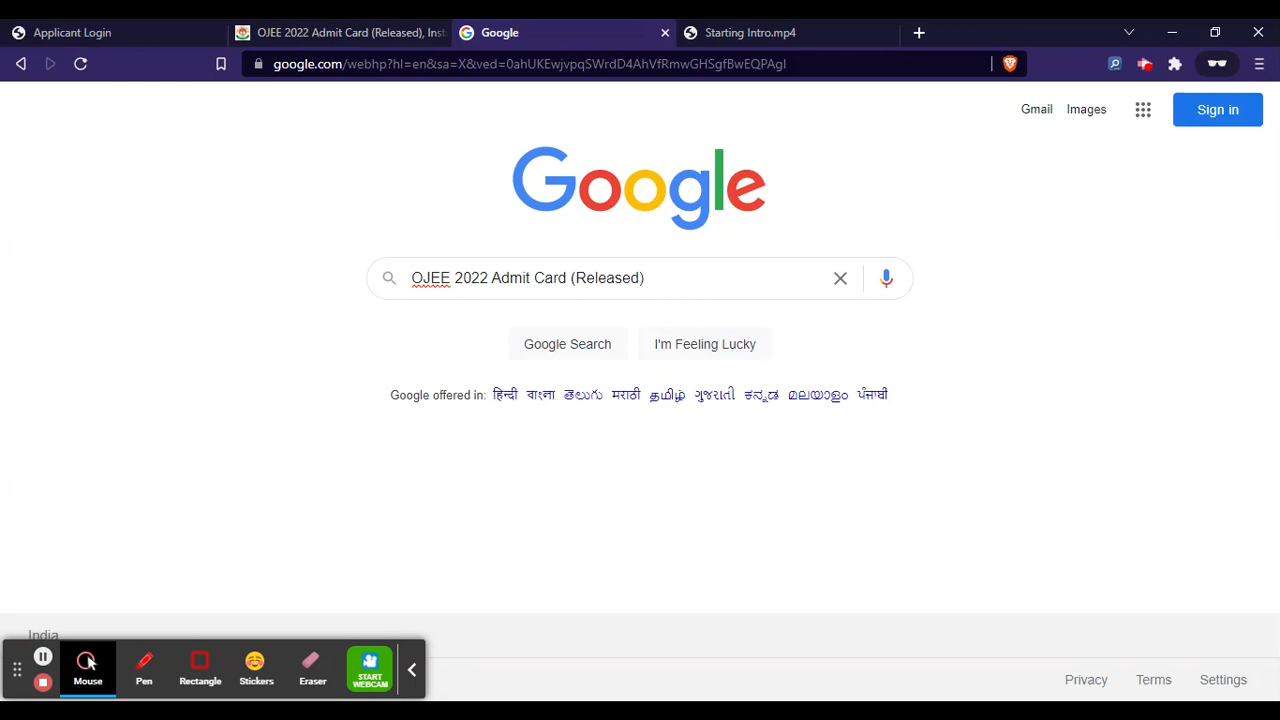 Applicant Login
OJEE 2022 Admit Card (Released), Inst
Google
Starting Intro.mp4
google.com/webhp?hl=en&sa=X&ved=0ahUKEwjvpqSWrdD4AhVfRmwGHSgfBwEQPAgI
Gmail Images Sign in
Google
OJEE 2022 Admit Card (Released)
Google Search I'm Feeling Lucky
Google offered in: हिन्दी বাংলা తెలుగు मराठी தமிழ் ગુજરાતી ಕನ್ನಡ മലയാളം ਪੰਜਾਬੀ
India
Mouse Pen Rectangle Stickers Eraser START WEBCAM
Privacy Terms Settings